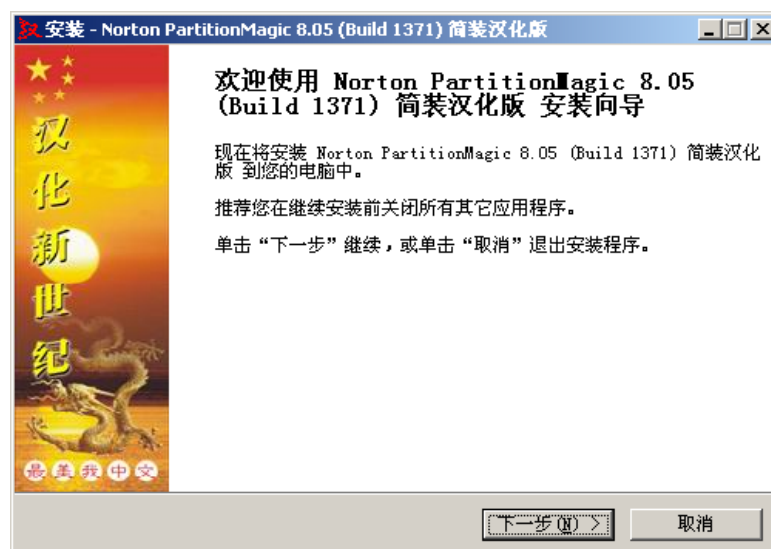 汉 安装 - Norton PartitionMagic 8.05 (Build 1371) 简装汉化版
欢迎使用 Norton PartitionMagic 8.05
(Build 1371) 简装汉化版 安装向导
现在将安装 Norton PartitionMagic 8.05 (Build 1371) 简装汉化
版 到您的电脑中。
推荐您在继续安装前关闭所有其它应用程序。
单击“下一步”继续，或单击“取消”退出安装程序。
汉
化
新
世
纪
最美我中文
下一步(N) >
取消